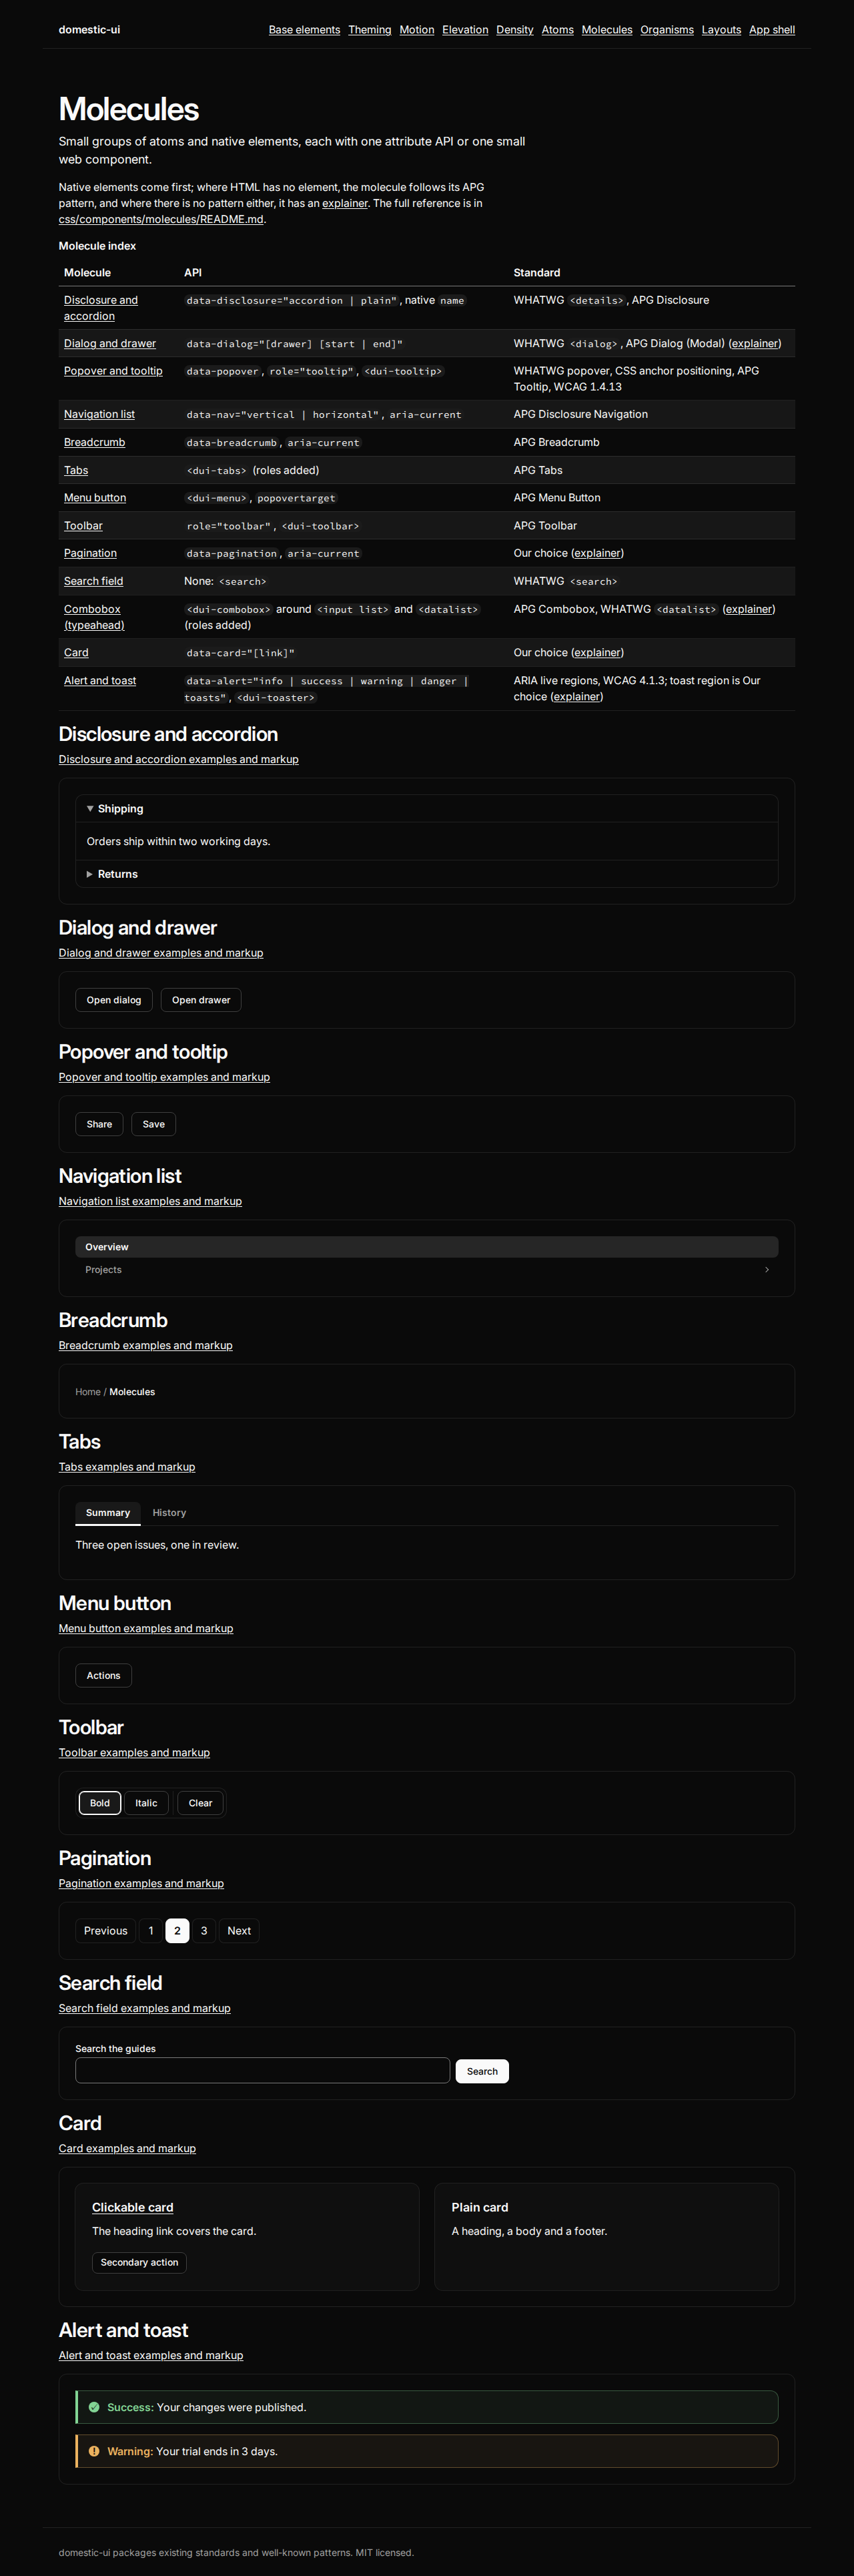 domestic-ui Base elements Theming Motion Elevation Density Atoms Molecules Organisms Layouts App shell
Molecules
Small groups of atoms and native elements, each with one attribute API or one small
web component.
Native elements come first; where HTML has no element, the molecule follows its APG
pattern, and where there is no pattern either, it has an explainer. The full reference is in
css/components/molecules/README.md.
Molecule index
Molecule API Standard
Disclosure and accordion data-disclosure="accordion | plain", native name WHATWG <details>, APG Disclosure
Dialog and drawer data-dialog="[drawer] [start | end]" WHATWG <dialog>, APG Dialog (Modal) (explainer)
Popover and tooltip data-popover, role="tooltip", <dui-tooltip> WHATWG popover, CSS anchor positioning, APG
Tooltip, WCAG 1.4.13
Navigation list data-nav="vertical | horizontal", aria-current APG Disclosure Navigation
Breadcrumb data-breadcrumb, aria-current APG Breadcrumb
Tabs <dui-tabs> (roles added) APG Tabs
Menu button <dui-menu>, popovertarget APG Menu Button
Toolbar role="toolbar", <dui-toolbar> APG Toolbar
Pagination data-pagination, aria-current Our choice (explainer)
Search field None: <search> WHATWG <search>
Combobox (typeahead) <dui-combobox> around <input list> and <datalist> (roles added) APG Combobox, WHATWG <datalist> (explainer)
Card data-card="[link]" Our choice (explainer)
Alert and toast data-alert="info | success | warning | danger | toasts", <dui-toaster> ARIA live regions, WCAG 4.1.3; toast region is Our
choice (explainer)
Disclosure and accordion
Disclosure and accordion examples and markup
Shipping
Orders ship within two working days.
Returns
Dialog and drawer
Dialog and drawer examples and markup
Open dialog Open drawer
Popover and tooltip
Popover and tooltip examples and markup
Share Save
Navigation list
Navigation list examples and markup
Overview
Projects
Breadcrumb
Breadcrumb examples and markup
Home / Molecules
Tabs
Tabs examples and markup
Summary History
Three open issues, one in review.
Menu button
Menu button examples and markup
Actions
Toolbar
Toolbar examples and markup
Bold Italic Clear
Pagination
Pagination examples and markup
Previous 1 2 3 Next
Search field
Search field examples and markup
Search the guides
Search
Card
Card examples and markup
Clickable card Plain card
The heading link covers the card. A heading, a body and a footer.
Secondary action
Alert and toast
Alert and toast examples and markup
Success: Your changes were published.
Warning: Your trial ends in 3 days.
domestic-ui packages existing standards and well-known patterns. MIT licensed.